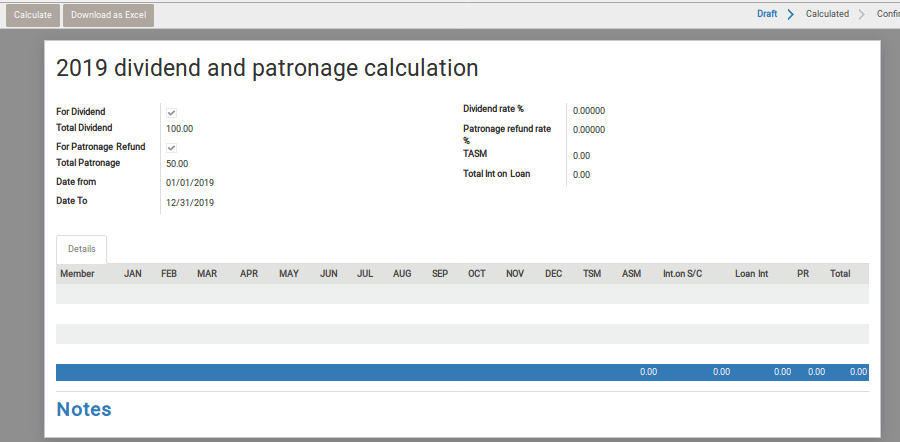 Calculate Download as Excel Draft Calculated
2019 dividend and patronage calculation
For Dividend
Total Dividend 100.00
For Patronage Refund
Total Patronage 50.00
Date from 01/01/2019
Date To 12/31/2019
Dividend rate % 0.00000
Patronage refund rate 0.00000
%
TASM 0.00
Total Int on Loan 0.00
Details
Member JAN FEB MAR APR MAY JUN JUL AUG SEP OCT NOV DEC TSM ASM Int.on S/C Loan Int PR Total
0.00 0.00 0.00 0.00 0.00
Notes